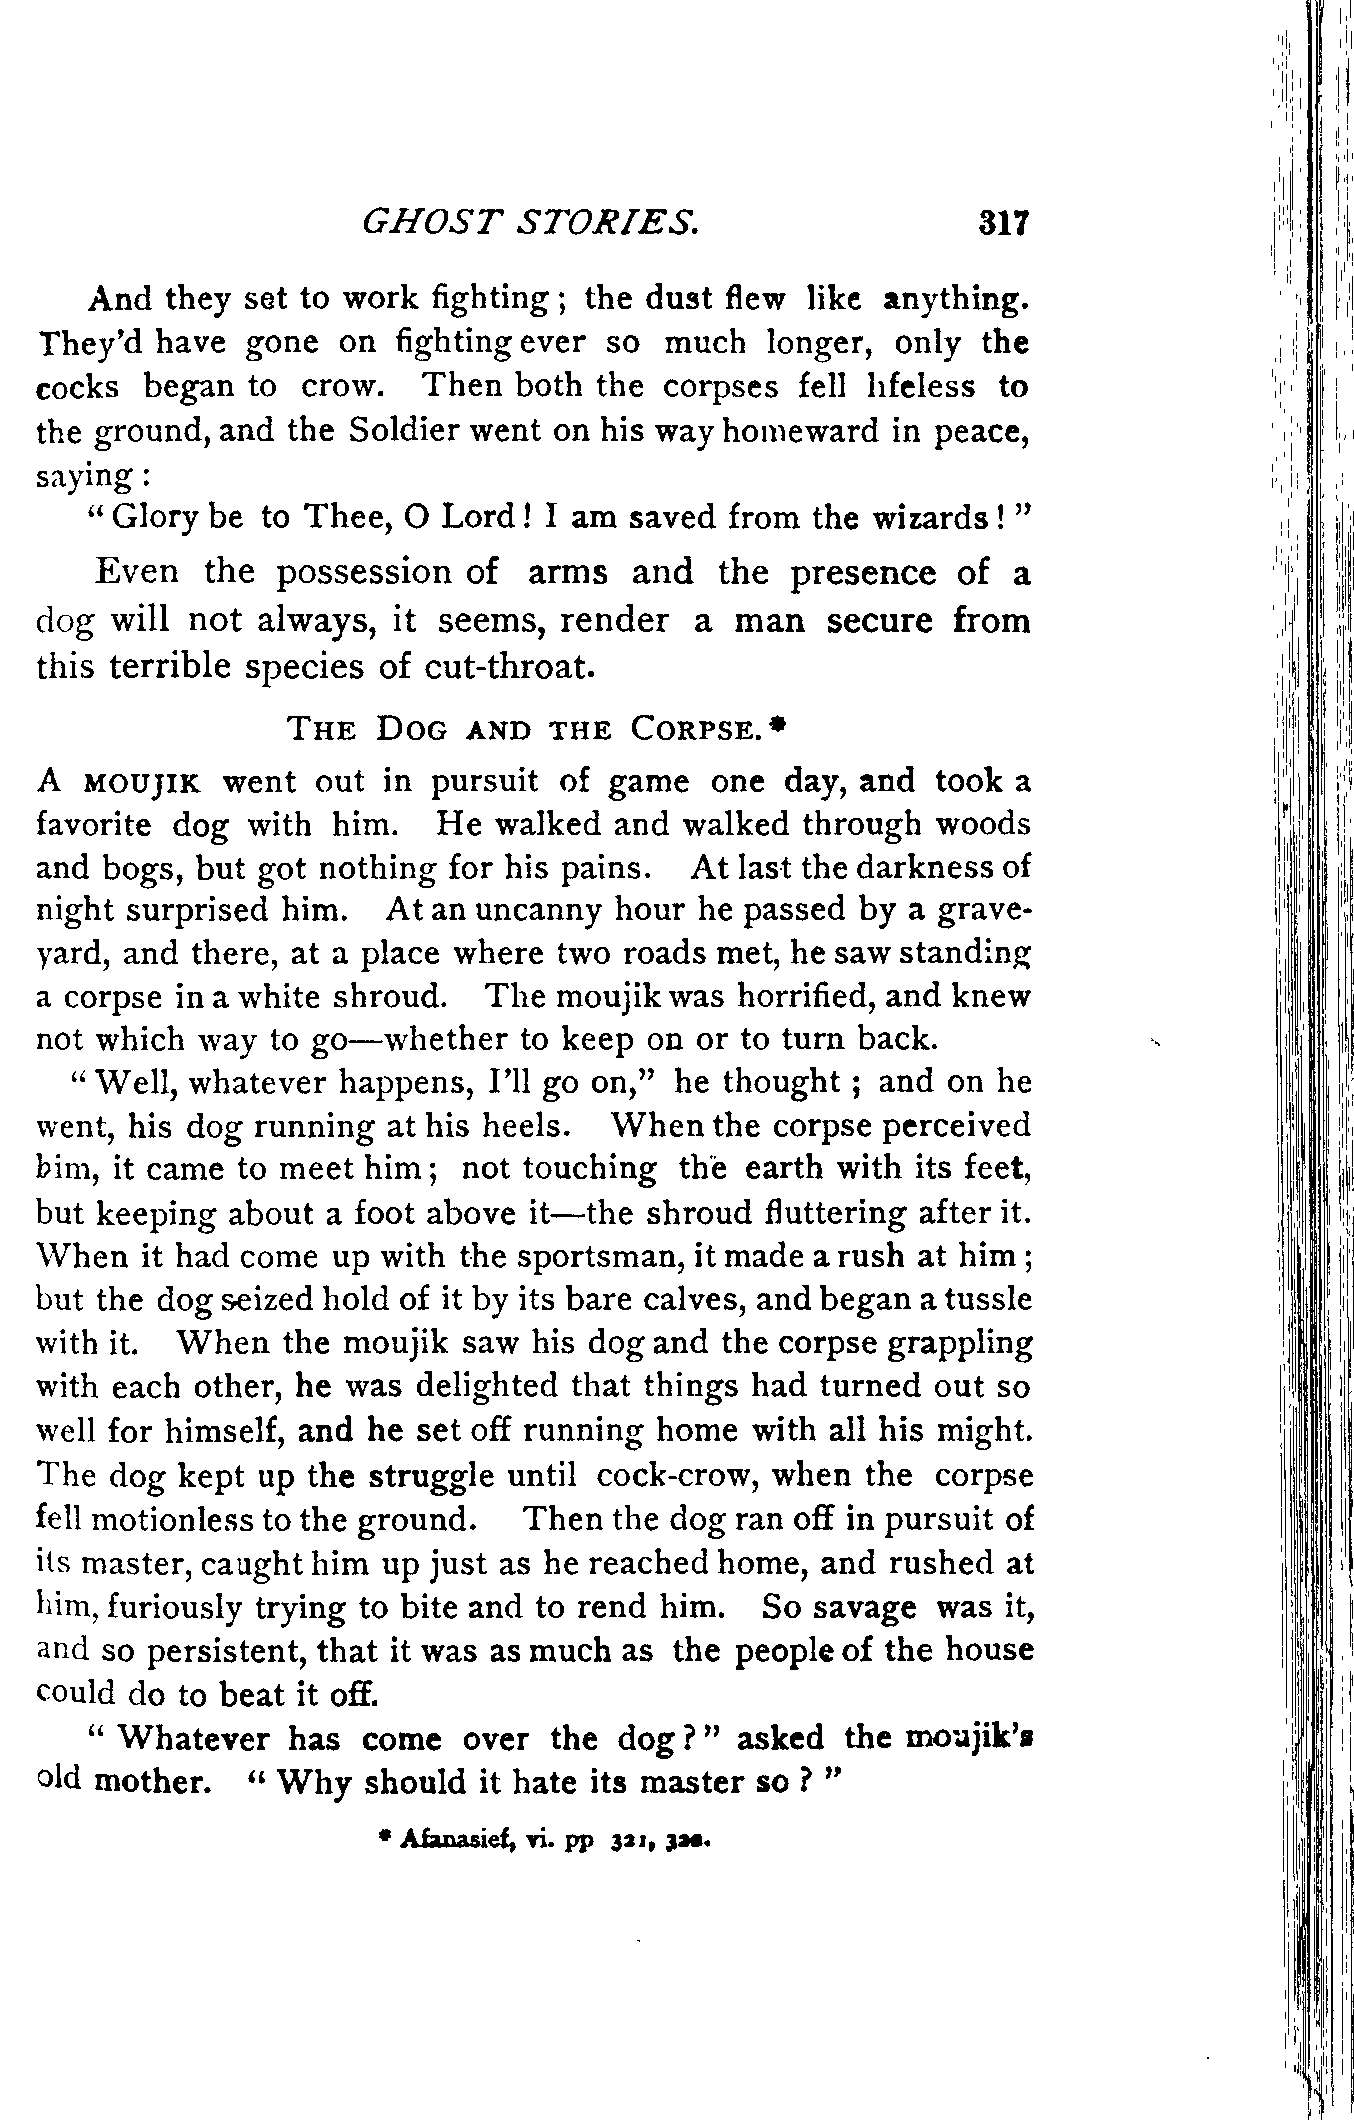 GHOST STORIES. 317
And they set to work fighting; the dust flew like anything.
They'd have gone on fighting ever so much longer, only the
cocks began to crow. Then both the corpses fell lifeless to
the ground, and the Soldier went on his way homeward in peace,
saying:
"Glory be to Thee, O Lord! I am saved from the wizards!"
Even the possession of arms and the presence of a
dog will not always, it seems, render a man secure from
this terrible species of cut-throat.
THE DOG AND THE CORPSE.*
A MOUJIK went out in pursuit of game one day, and took a
favorite dog with him. He walked and walked through woods
and bogs, but got nothing for his pains. At last the darkness of
night surprised him. At an uncanny hour he passed by a grave-
yard, and there, at a place where two roads met, he saw standing
a corpse in a white shroud. The moujik was horrified, and knew
not which way to go—whether to keep on or to turn back.
"Well, whatever happens, I'll go on," he thought; and on he
went, his dog running at his heels. When the corpse perceived
him, it came to meet him; not touching the earth with its feet,
but keeping about a foot above it—the shroud fluttering after it.
When it had come up with the sportsman, it made a rush at him;
but the dog seized hold of it by its bare calves, and began a tussle
with it. When the moujik saw his dog and the corpse grappling
with each other, he was delighted that things had turned out so
well for himself, and he set off running home with all his might.
The dog kept up the struggle until cock-crow, when the corpse
fell motionless to the ground. Then the dog ran off in pursuit of
its master, caught him up just as he reached home, and rushed at
him, furiously trying to bite and to rend him. So savage was it,
and so persistent, that it was as much as the people of the house
could do to beat it off.
"Whatever has come over the dog?" asked the moujik's
old mother. "Why should it hate its master so?"
* Afanasief, vi. pp 321, 322.